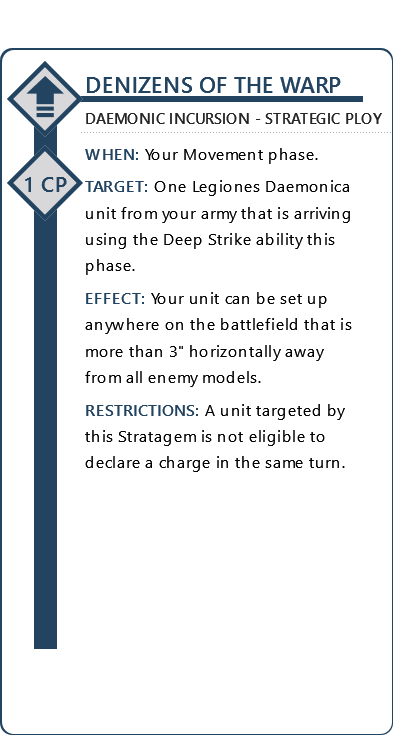 DENIZENS OF THE WARP
DAEMONIC INCURSION - STRATEGIC PLOY
WHEN: Your Movement phase.
1 CP
TARGET: One Legiones Daemonica
unit from your army that is arriving
using the Deep Strike ability this
phase.
EFFECT: Your unit can be set up
anywhere on the battlefield that is
more than 3" horizontally away
from all enemy models.
RESTRICTIONS: A unit targeted by
this Stratagem is not eligible to
declare a charge in the same turn.